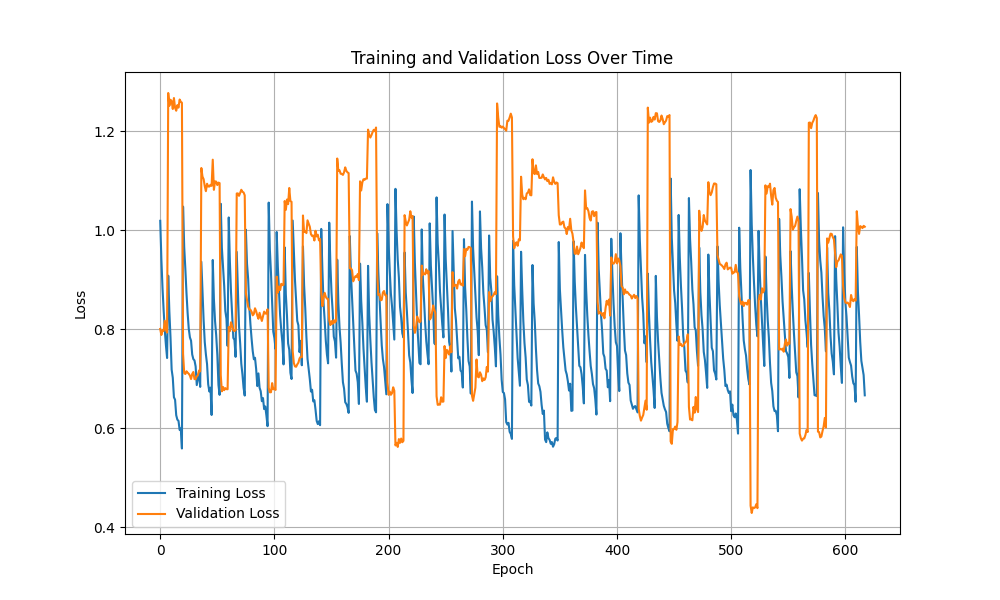 Training and Validation Loss Over Time
Loss
1.2
1.0
0.8
0.6
0.4
Training Loss
Validation Loss
0 100 200 300 400 500 600
Epoch